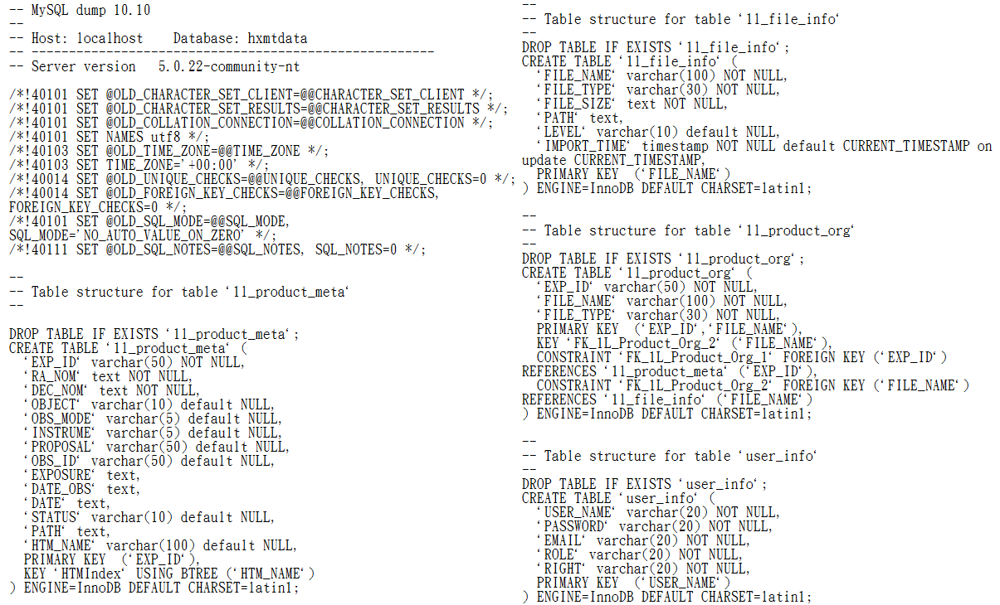 -- MySQL dump 10.10
--
-- Host: localhost    Database: hxmtdata
-- ------------------------------------------------------
-- Server version   5.0.22-community-nt

/*!40101 SET @OLD_CHARACTER_SET_CLIENT=@@CHARACTER_SET_CLIENT */;
/*!40101 SET @OLD_CHARACTER_SET_RESULTS=@@CHARACTER_SET_RESULTS */;
/*!40101 SET @OLD_COLLATION_CONNECTION=@@COLLATION_CONNECTION */;
/*!40101 SET NAMES utf8 */;
/*!40103 SET @OLD_TIME_ZONE=@@TIME_ZONE */;
/*!40103 SET TIME_ZONE='+00:00' */;
/*!40014 SET @OLD_UNIQUE_CHECKS=@@UNIQUE_CHECKS, UNIQUE_CHECKS=0 */;
/*!40014 SET @OLD_FOREIGN_KEY_CHECKS=@@FOREIGN_KEY_CHECKS,
FOREIGN_KEY_CHECKS=0 */;
/*!40101 SET @OLD_SQL_MODE=@@SQL_MODE,
SQL_MODE='NO_AUTO_VALUE_ON_ZERO' */;
/*!40111 SET @OLD_SQL_NOTES=@@SQL_NOTES, SQL_NOTES=0 */;

--
-- Table structure for table ‘1l_product_meta‘
--

DROP TABLE IF EXISTS ‘1l_product_meta‘;
CREATE TABLE ‘1l_product_meta‘ (
  ‘EXP_ID‘ varchar(50) NOT NULL,
  ‘RA_NOM‘ text NOT NULL,
  ‘DEC_NOM‘ text NOT NULL,
  ‘OBJECT‘ varchar(10) default NULL,
  ‘OBS_MODE‘ varchar(5) default NULL,
  ‘INSTRUME‘ varchar(5) default NULL,
  ‘PROPOSAL‘ varchar(50) default NULL,
  ‘OBS_ID‘ varchar(50) default NULL,
  ‘EXPOSURE‘ text,
  ‘DATE_OBS‘ text,
  ‘DATE‘ text,
  ‘STATUS‘ varchar(10) default NULL,
  ‘PATH‘ text,
  ‘HTM_NAME‘ varchar(100) default NULL,
  PRIMARY KEY  (‘EXP_ID‘),
  KEY ‘HTMIndex‘ USING BTREE (‘HTM_NAME‘)
) ENGINE=InnoDB DEFAULT CHARSET=latin1;

--
-- Table structure for table ‘1l_file_info‘
--
DROP TABLE IF EXISTS ‘1l_file_info‘;
CREATE TABLE ‘1l_file_info‘ (
  ‘FILE_NAME‘ varchar(100) NOT NULL,
  ‘FILE_TYPE‘ varchar(30) NOT NULL,
  ‘FILE_SIZE‘ text NOT NULL,
  ‘PATH‘ text,
  ‘LEVEL‘ varchar(10) default NULL,
  ‘IMPORT_TIME‘ timestamp NOT NULL default CURRENT_TIMESTAMP on
update CURRENT_TIMESTAMP,
  PRIMARY KEY  (‘FILE_NAME‘)
) ENGINE=InnoDB DEFAULT CHARSET=latin1;

--
-- Table structure for table ‘1l_product_org‘
--
DROP TABLE IF EXISTS ‘1l_product_org‘;
CREATE TABLE ‘1l_product_org‘ (
  ‘EXP_ID‘ varchar(50) NOT NULL,
  ‘FILE_NAME‘ varchar(100) NOT NULL,
  ‘FILE_TYPE‘ varchar(30) NOT NULL,
  PRIMARY KEY  (‘EXP_ID‘,‘FILE_NAME‘),
  KEY ‘FK_1L_Product_Org_2‘ (‘FILE_NAME‘),
  CONSTRAINT ‘FK_1L_Product_Org_1‘ FOREIGN KEY (‘EXP_ID‘)
REFERENCES ‘1l_product_meta‘ (‘EXP_ID‘),
  CONSTRAINT ‘FK_1L_Product_Org_2‘ FOREIGN KEY (‘FILE_NAME‘)
REFERENCES ‘1l_file_info‘ (‘FILE_NAME‘)
) ENGINE=InnoDB DEFAULT CHARSET=latin1;

--
-- Table structure for table ‘user_info‘
--
DROP TABLE IF EXISTS ‘user_info‘;
CREATE TABLE ‘user_info‘ (
  ‘USER_NAME‘ varchar(20) NOT NULL,
  ‘PASSWORD‘ varchar(20) NOT NULL,
  ‘EMAIL‘ varchar(20) NOT NULL,
  ‘ROLE‘ varchar(20) NOT NULL,
  ‘RIGHT‘ varchar(20) NOT NULL,
  PRIMARY KEY  (‘USER_NAME‘)
) ENGINE=InnoDB DEFAULT CHARSET=latin1;